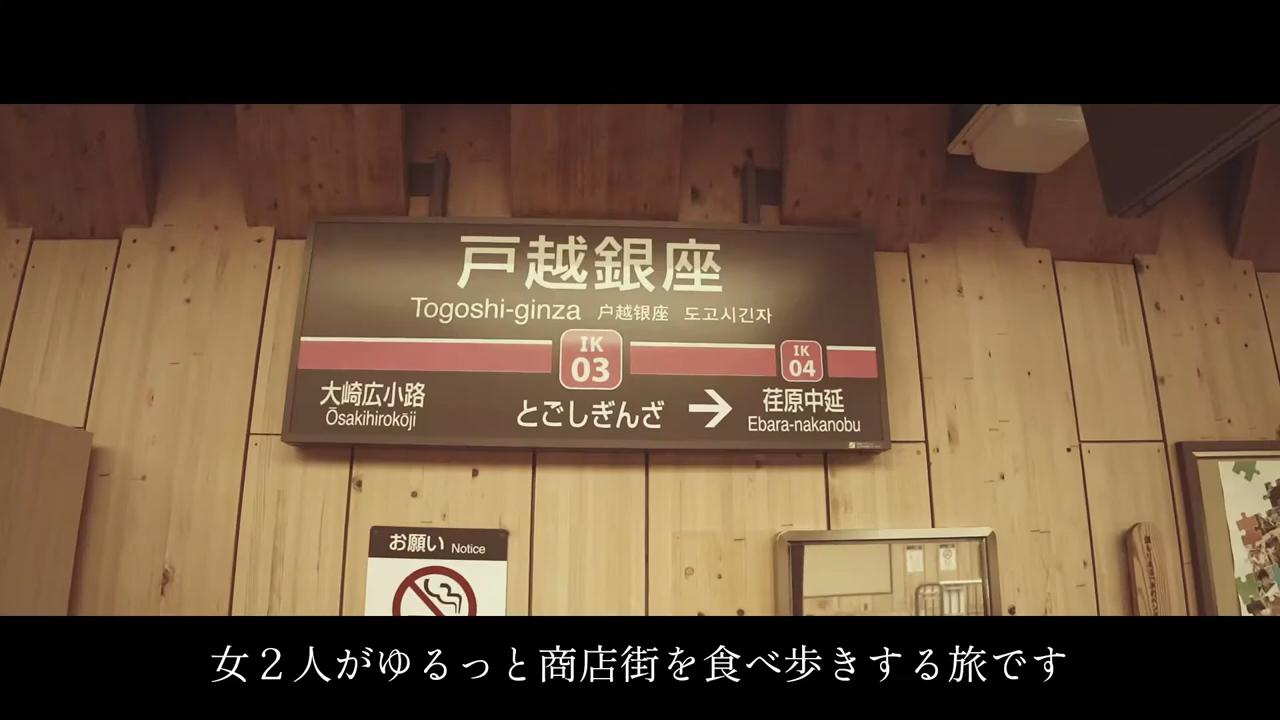 戸越銀座
Togoshi-ginza 户越银座 도고시긴자
IK
03
IK
04
大崎広小路
Ōsakihirokōji
とごしぎんざ
→
荏原中延
Ebara-nakanobu
お願い Notice
女２人がゆるっと商店街を食べ歩きする旅です